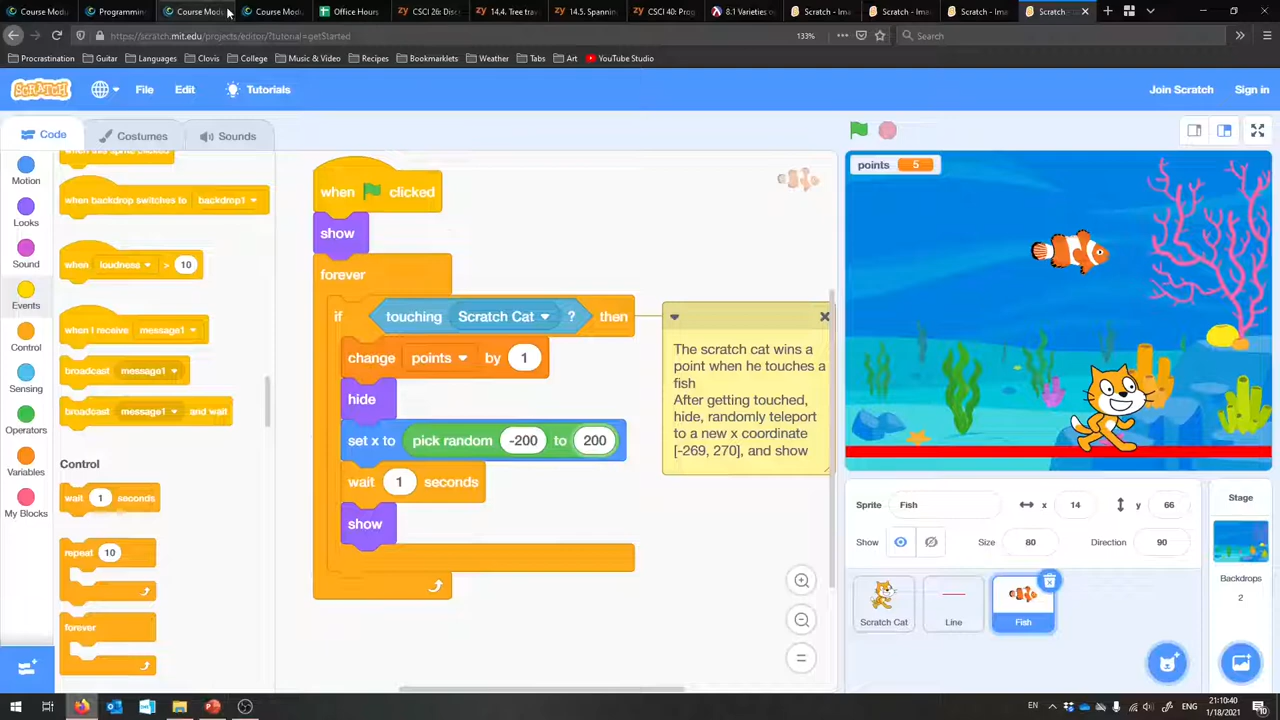 Course Modu
Programming
Course Modu
Course Modu
Office Hours
CSCI 26: Disc
14.4. Tree tra
14.5. Spannin
CSCI 40: Prog
8.1 Varieties o
Scratch - Ima
Scratch - Ima
Scratch - Ima
Scratch
https://scratch.mit.edu/projects/editor/?tutorial=getStarted
133%
Search
Procrastination
Guitar
Languages
Clovis
College
Music & Video
Recipes
Bookmarklets
Weather
Tabs
Art
YouTube Studio
SCRATCH
File
Edit
Tutorials
Join Scratch
Sign in
Code
Costumes
Sounds
Motion
Looks
Sound
Events
Control
Sensing
Operators
Variables
My Blocks
when backdrop switches to backdrop1
when loudness > 10
when I receive message1
broadcast message1
broadcast message1 and wait
Control
wait 1 seconds
repeat 10
forever
when clicked
show
forever
if touching Scratch Cat ? then
change points by 1
hide
set x to pick random -200 to 200
wait 1 seconds
show
The scratch cat wins a
point when he touches a
fish
After getting touched,
hide, randomly teleport
to a new x coordinate
[-269, 270], and show
points 5
Sprite Fish x 14 y 66
Show Size 80 Direction 90
Scratch Cat
Line
Fish
Stage
Backdrops
2
EN
21:10:40
1/18/2021